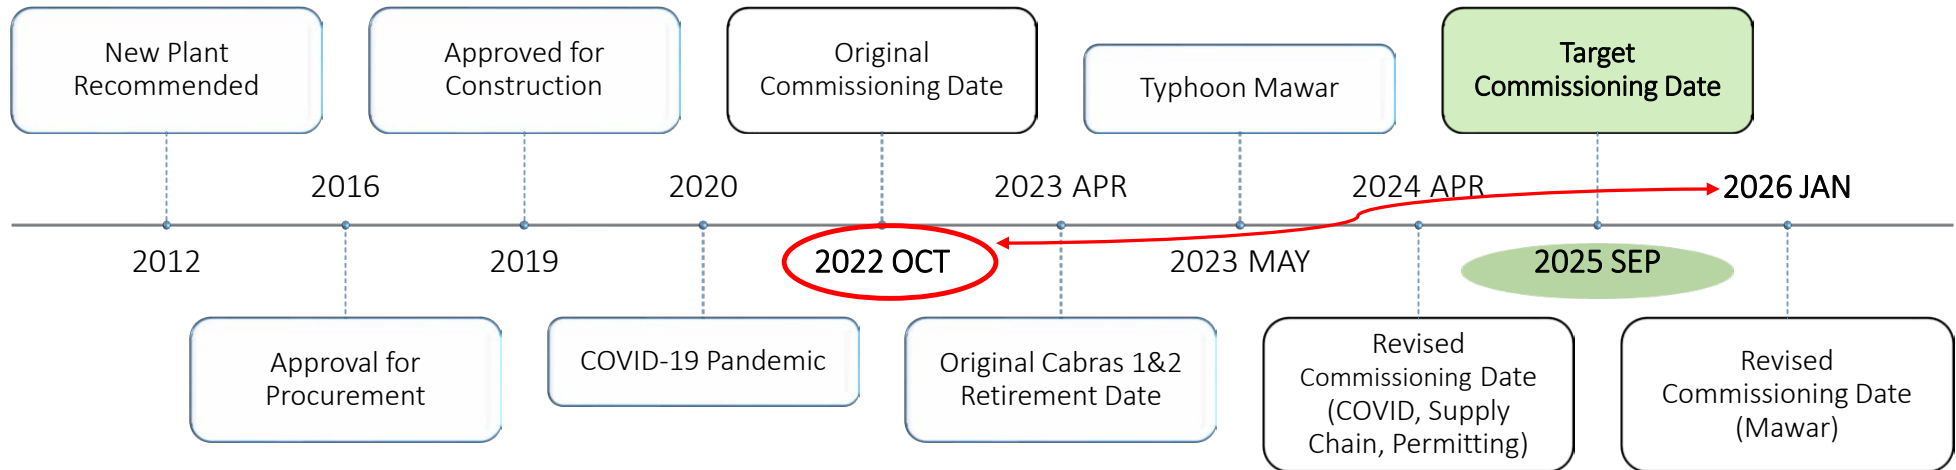 New Plant
Recommended
Approved for
Construction
Original
Commissioning Date
Typhoon Mawar
Target
Commissioning Date
2016
2020
2023 APR
2024 APR
2026 JAN
2012
2019
2022 OCT
2023 MAY
2025 SEP
Approval for
Procurement
COVID-19 Pandemic
Original Cabras 1&2
Retirement Date
Revised
Commissioning Date
(COVID, Supply
Chain, Permitting)
Revised
Commissioning Date
(Mawar)